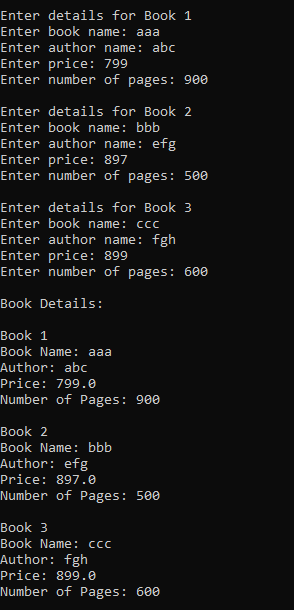 Enter details for Book 1
Enter book name: aaa
Enter author name: abc
Enter price: 799
Enter number of pages: 900
Enter details for Book 2
Enter book name: bbb
Enter author name: efg
Enter price: 897
Enter number of pages: 500
Enter details for Book 3
Enter book name: ccc
Enter author name: fgh
Enter price: 899
Enter number of pages: 600
Book Details:
Book 1
Book Name: aaa
Author: abc
Price: 799.0
Number of Pages: 900
Book 2
Book Name: bbb
Author: efg
Price: 897.0
Number of Pages: 500
Book 3
Book Name: ccc
Author: fgh
Price: 899.0
Number of Pages: 600